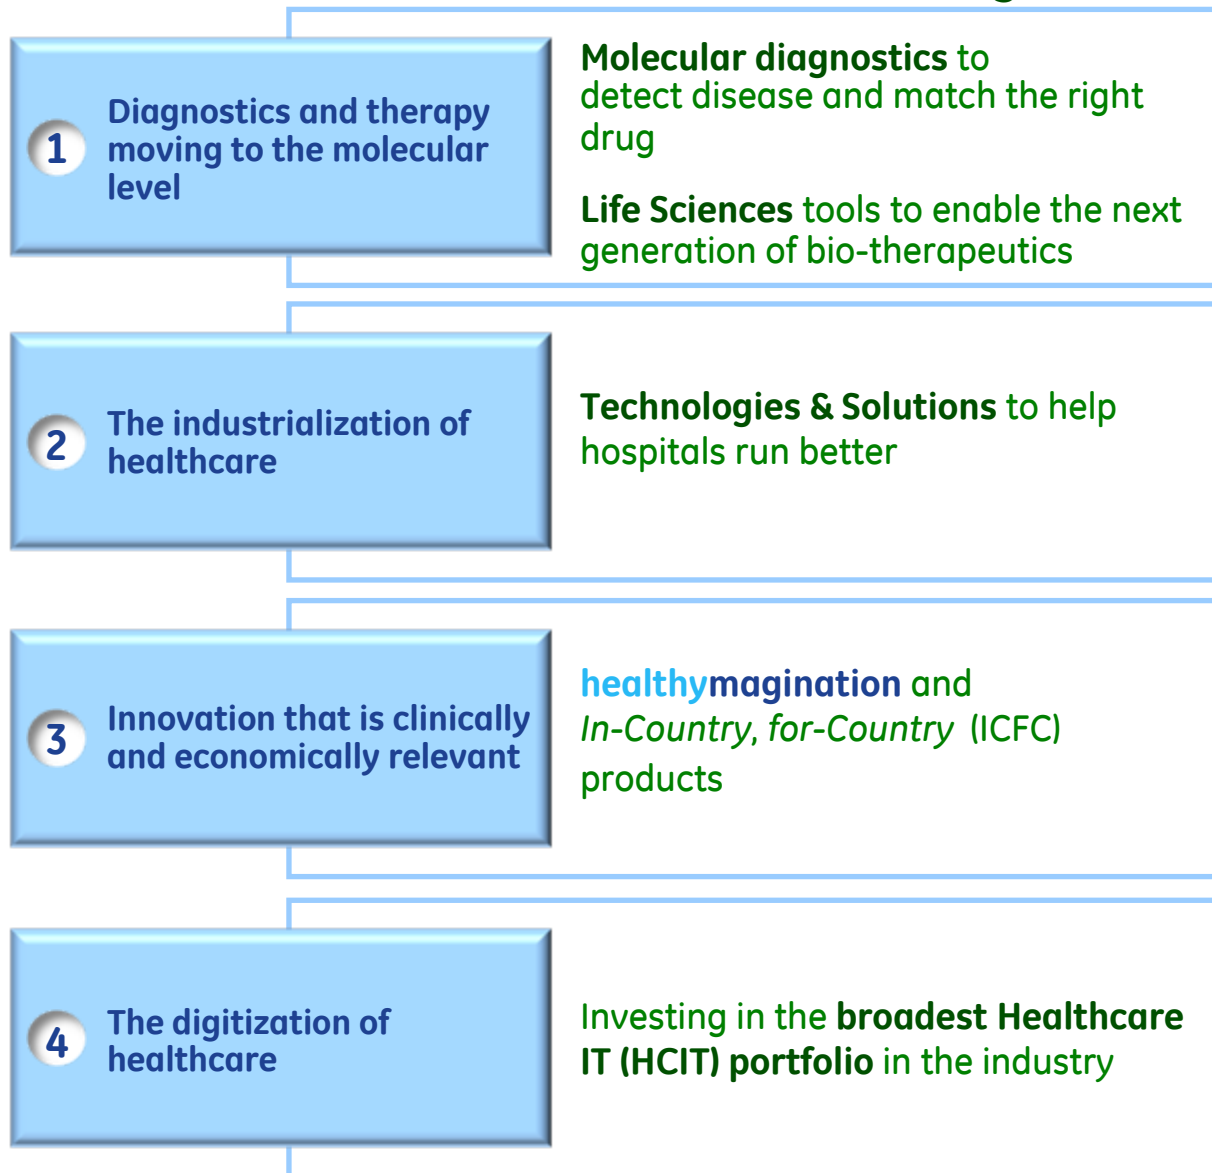 1
Diagnostics and therapy
moving to the molecular
level
Molecular diagnostics to
detect disease and match the right
drug
Life Sciences tools to enable the next
generation of bio-therapeutics
2
The industrialization of
healthcare
Technologies & Solutions to help
hospitals run better
3
Innovation that is clinically
and economically relevant
healthymagination and
In-Country, for-Country (ICFC)
products
4
The digitization of
healthcare
Investing in the broadest Healthcare
IT (HCIT) portfolio in the industry